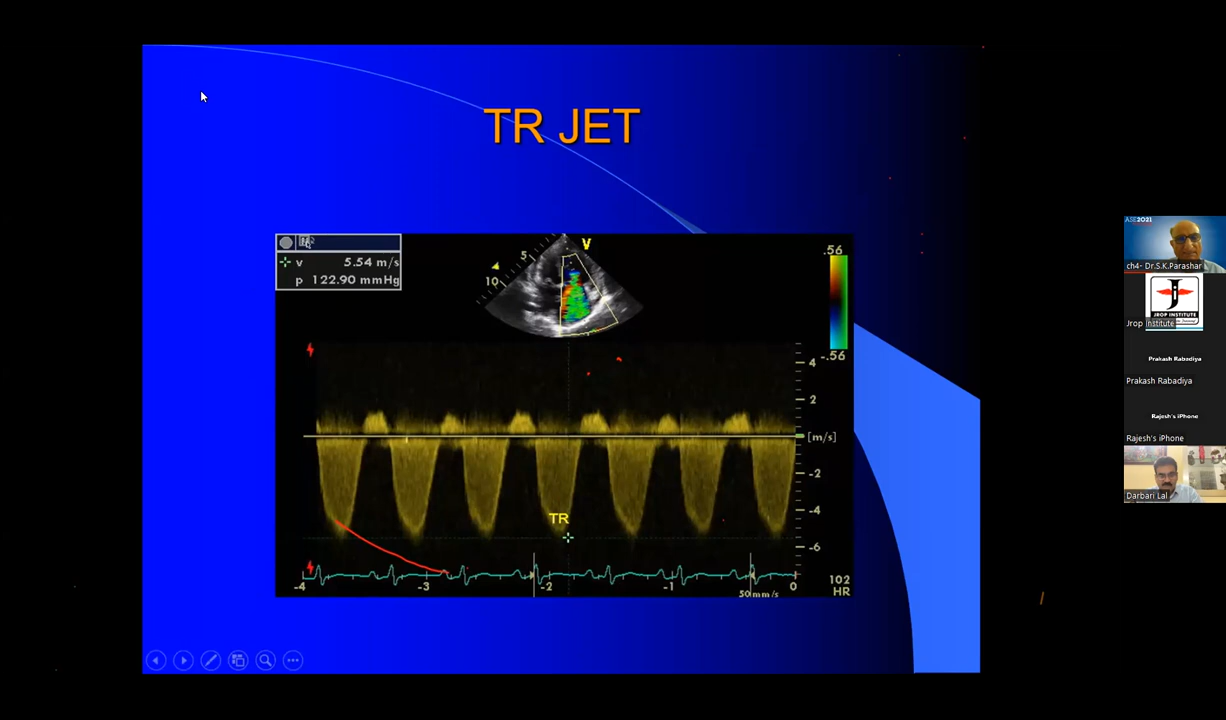 TR JET
V
v 5.54 m/s
p 122.90 mmHg
5
10
.56
-.56
4
2
[m/s]
-2
-4
-6
TR
-4
-3
-2
-1
0
50mm/s
102
HR
ASE2021
ch4- Dr.S.K.Parashar
J
JROP INSTITUTE
Jrop Institute
Prakash Rabadiya
Prakash Rabadiya
Rajesh's iPhone
Rajesh's iPhone
Darbari Lal